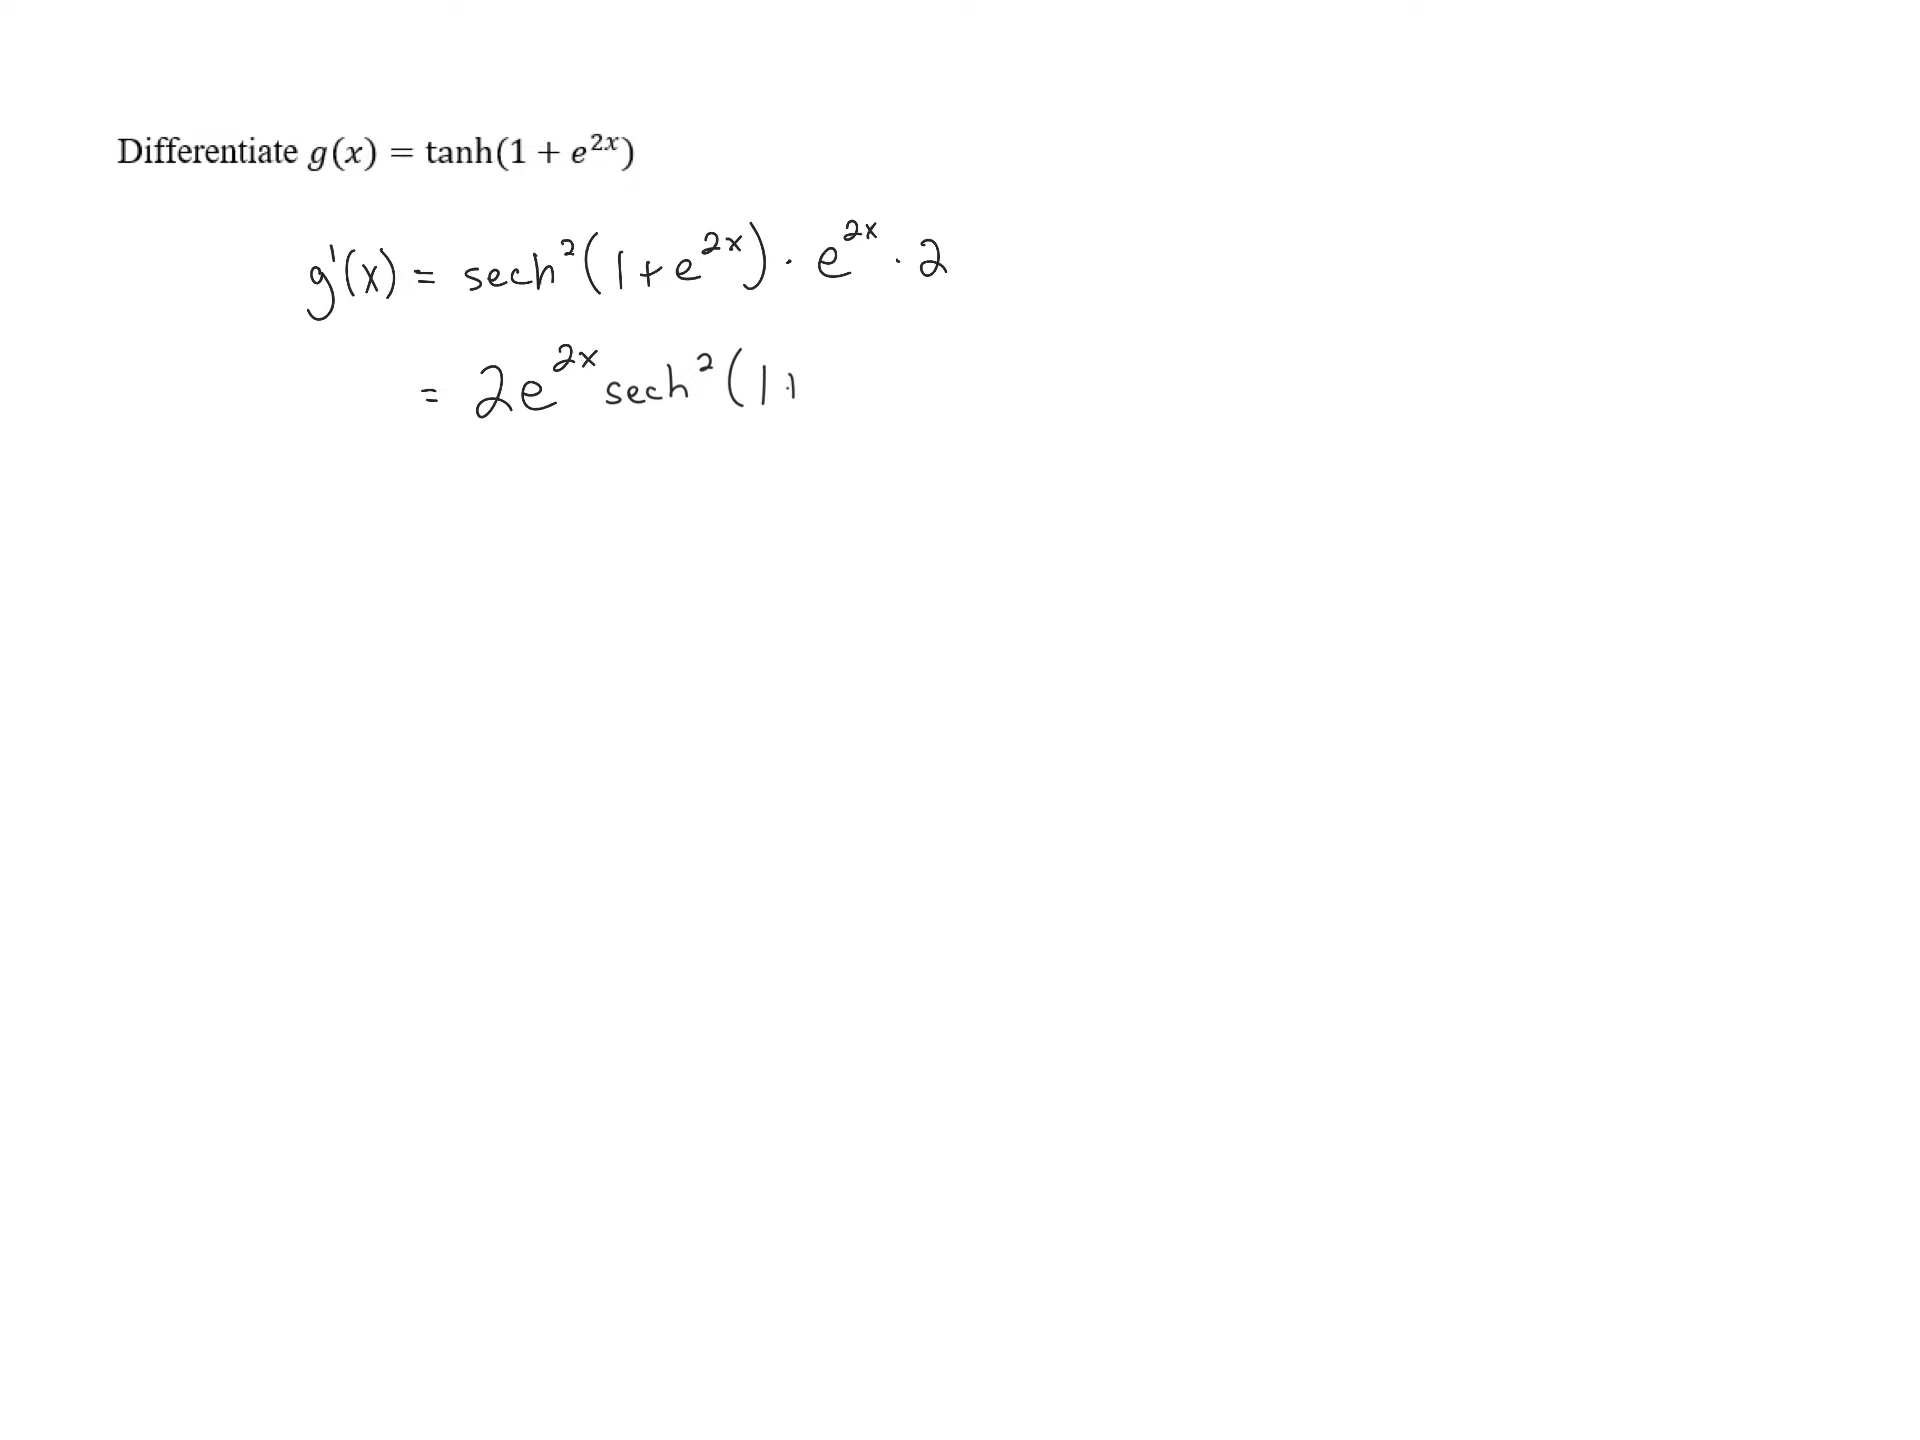 Differentiate g(x) = tanh(1 + e^{2x})
g'(x) = sech²(1+e^{2x}) · e^{2x} · 2
= 2e^{2x} sech²(1+